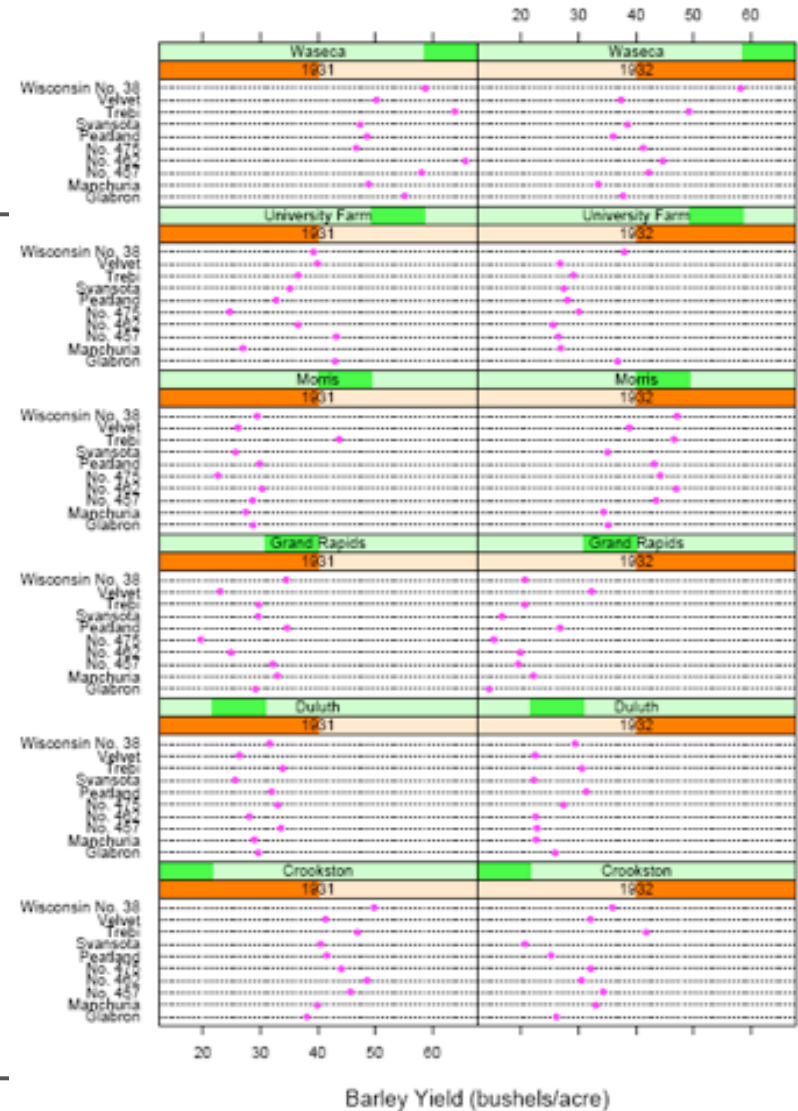 20 30 40 50 60
Waseca Waseca
1931 1932
Wisconsin No. 38
Velvet
Trebi
Svansota
Peatland
No. 475
No. 462
No. 457
Manchuria
Glabron
University Farm University Farm
1931 1932
Wisconsin No. 38
Velvet
Trebi
Svansota
Peatland
No. 475
No. 462
No. 457
Manchuria
Glabron
Morris Morris
1931 1932
Wisconsin No. 38
Velvet
Trebi
Svansota
Peatland
No. 475
No. 462
No. 457
Manchuria
Glabron
Grand Rapids Grand Rapids
1931 1932
Wisconsin No. 38
Velvet
Trebi
Svansota
Peatland
No. 475
No. 462
No. 457
Manchuria
Glabron
Duluth Duluth
1931 1932
Wisconsin No. 38
Velvet
Trebi
Svansota
Peatland
No. 475
No. 462
No. 457
Manchuria
Glabron
Crookston Crookston
1931 1932
Wisconsin No. 38
Velvet
Trebi
Svansota
Peatland
No. 475
No. 462
No. 457
Manchuria
Glabron
20 30 40 50 60
Barley Yield (bushels/acre)